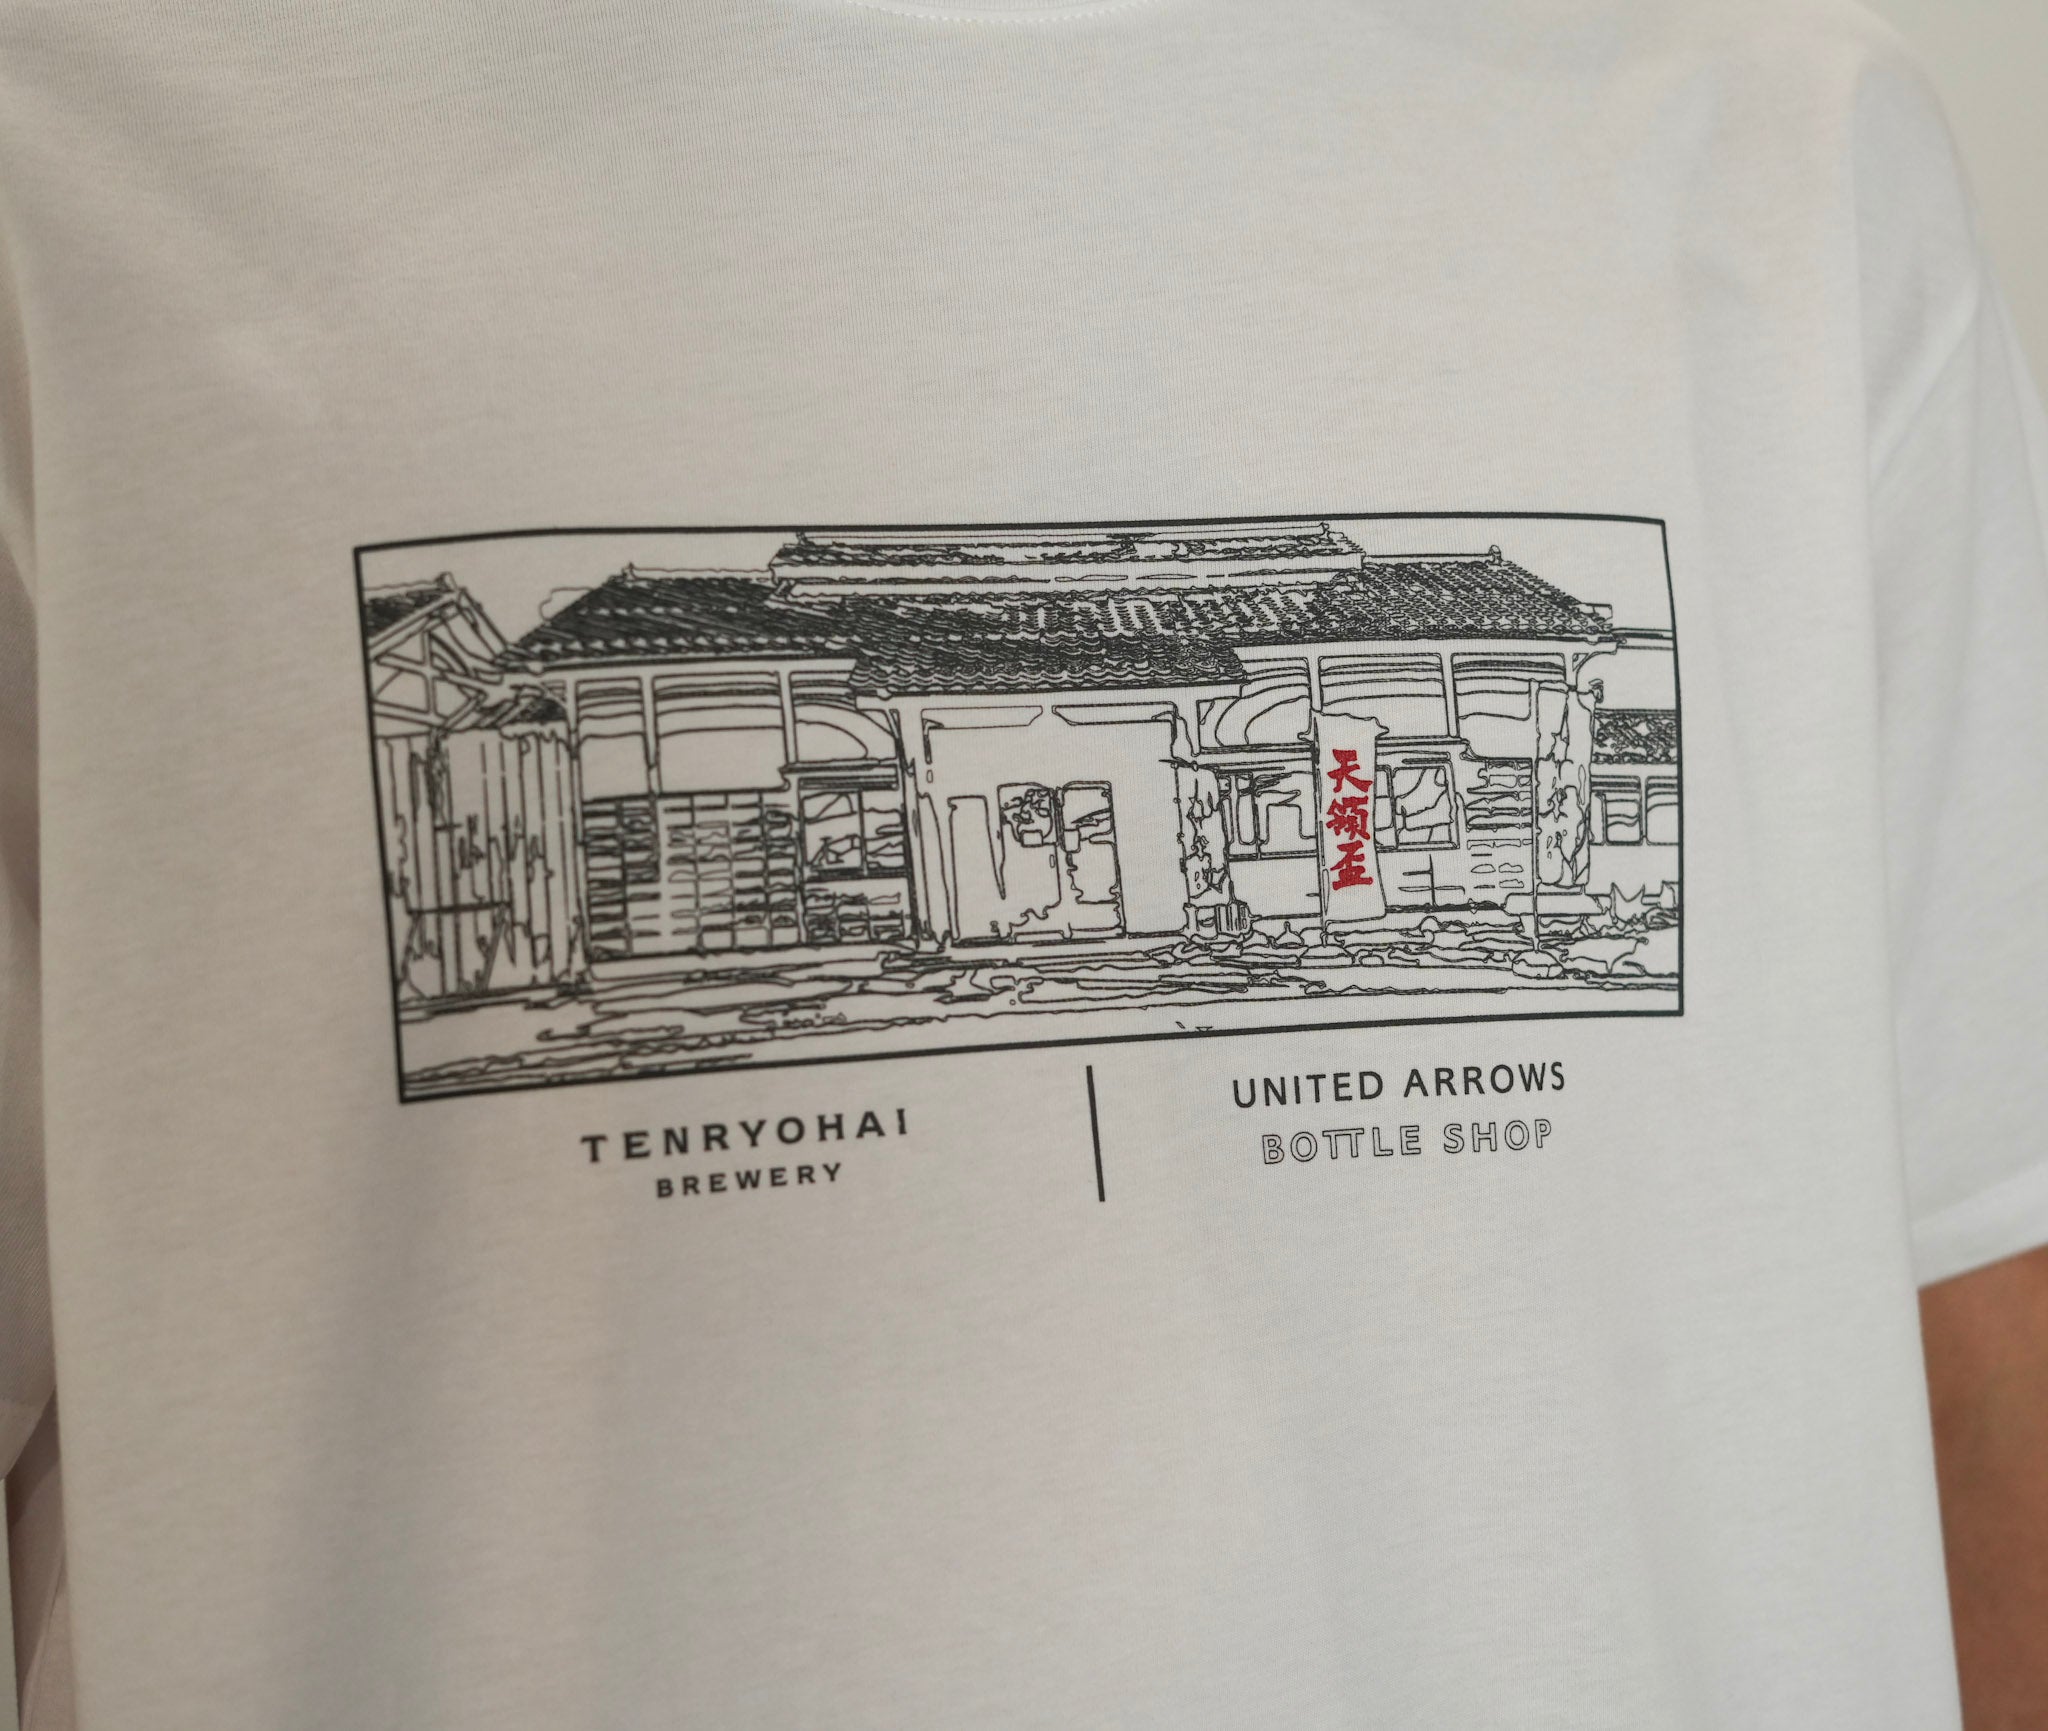 天領盃
TENRYOHAI
BREWERY
UNITED ARROWS
BOTTLE SHOP